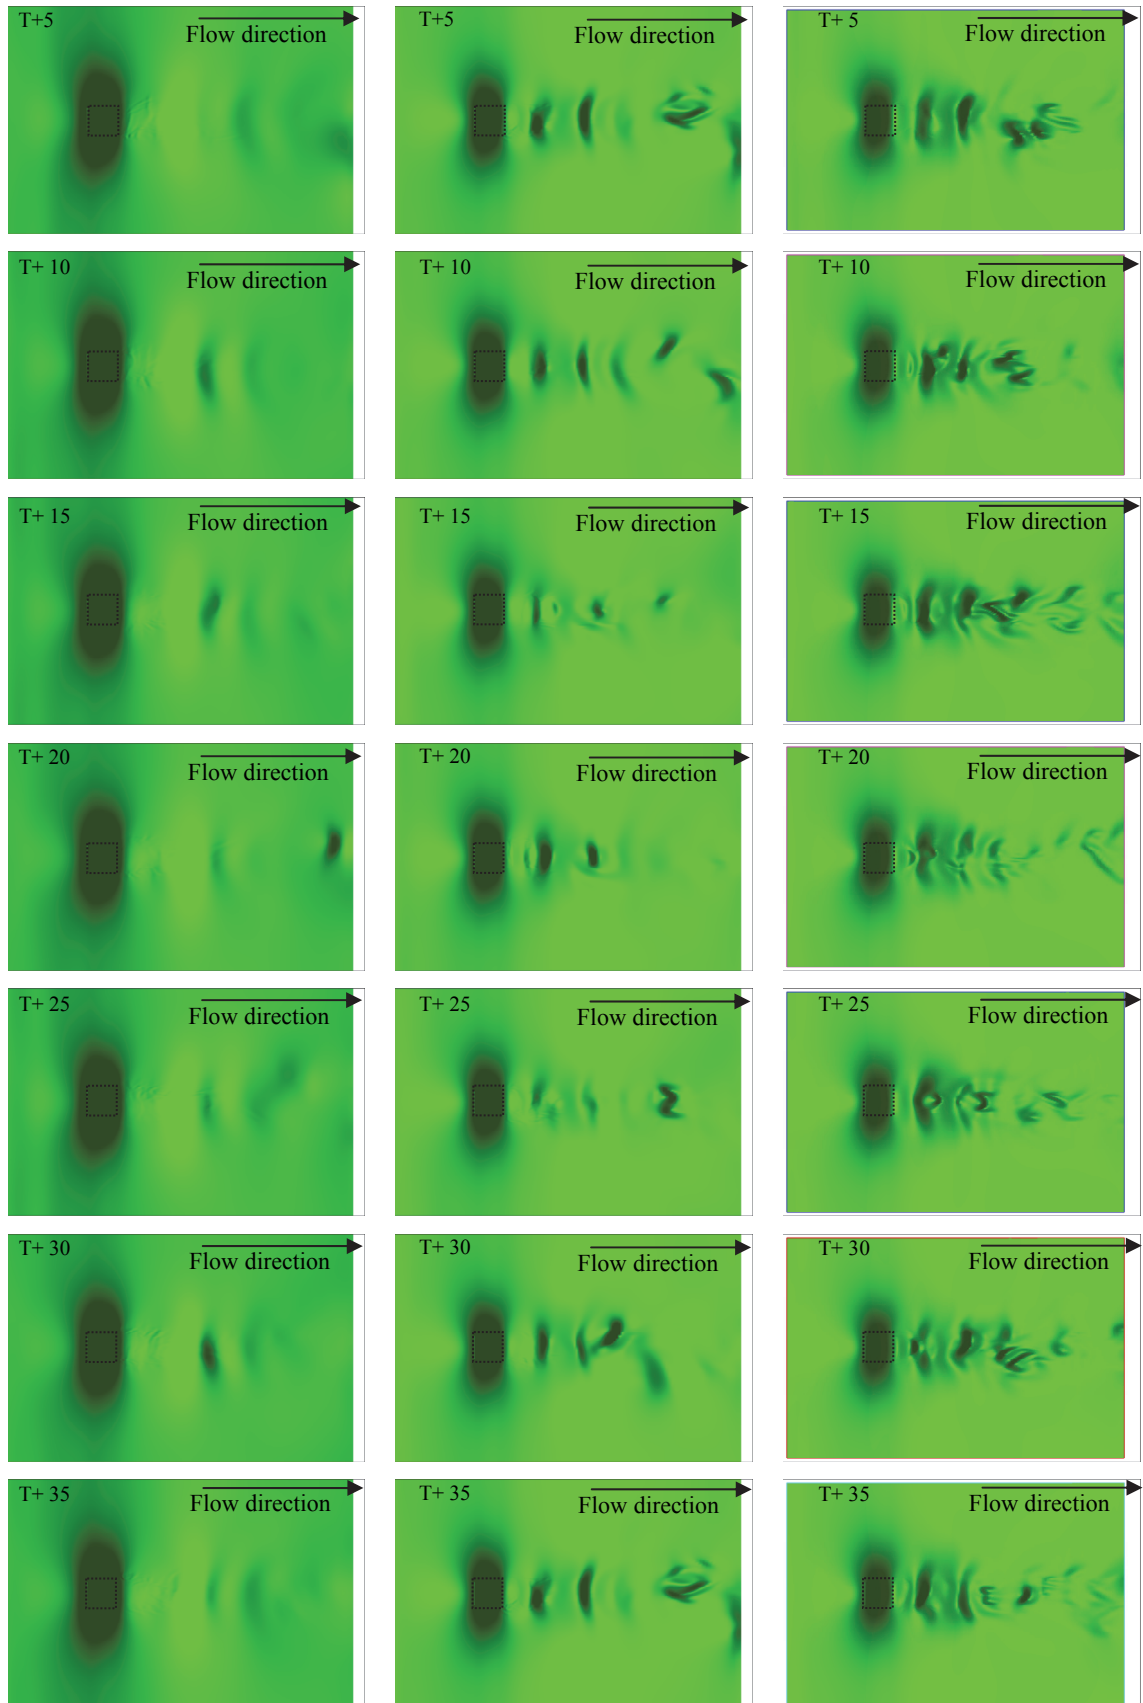 T+5
Flow direction
T+5
Flow direction
T+ 5
Flow direction
T+ 10
Flow direction
T+ 10
Flow direction
T+ 10
Flow direction
T+ 15
Flow direction
T+ 15
Flow direction
T+ 15
Flow direction
T+ 20
Flow direction
T+ 20
Flow direction
T+ 20
Flow direction
T+ 25
Flow direction
T+ 25
Flow direction
T+ 25
Flow direction
T+ 30
Flow direction
T+ 30
Flow direction
T+ 30
Flow direction
T+ 35
Flow direction
T+ 35
Flow direction
T+ 35
Flow direction